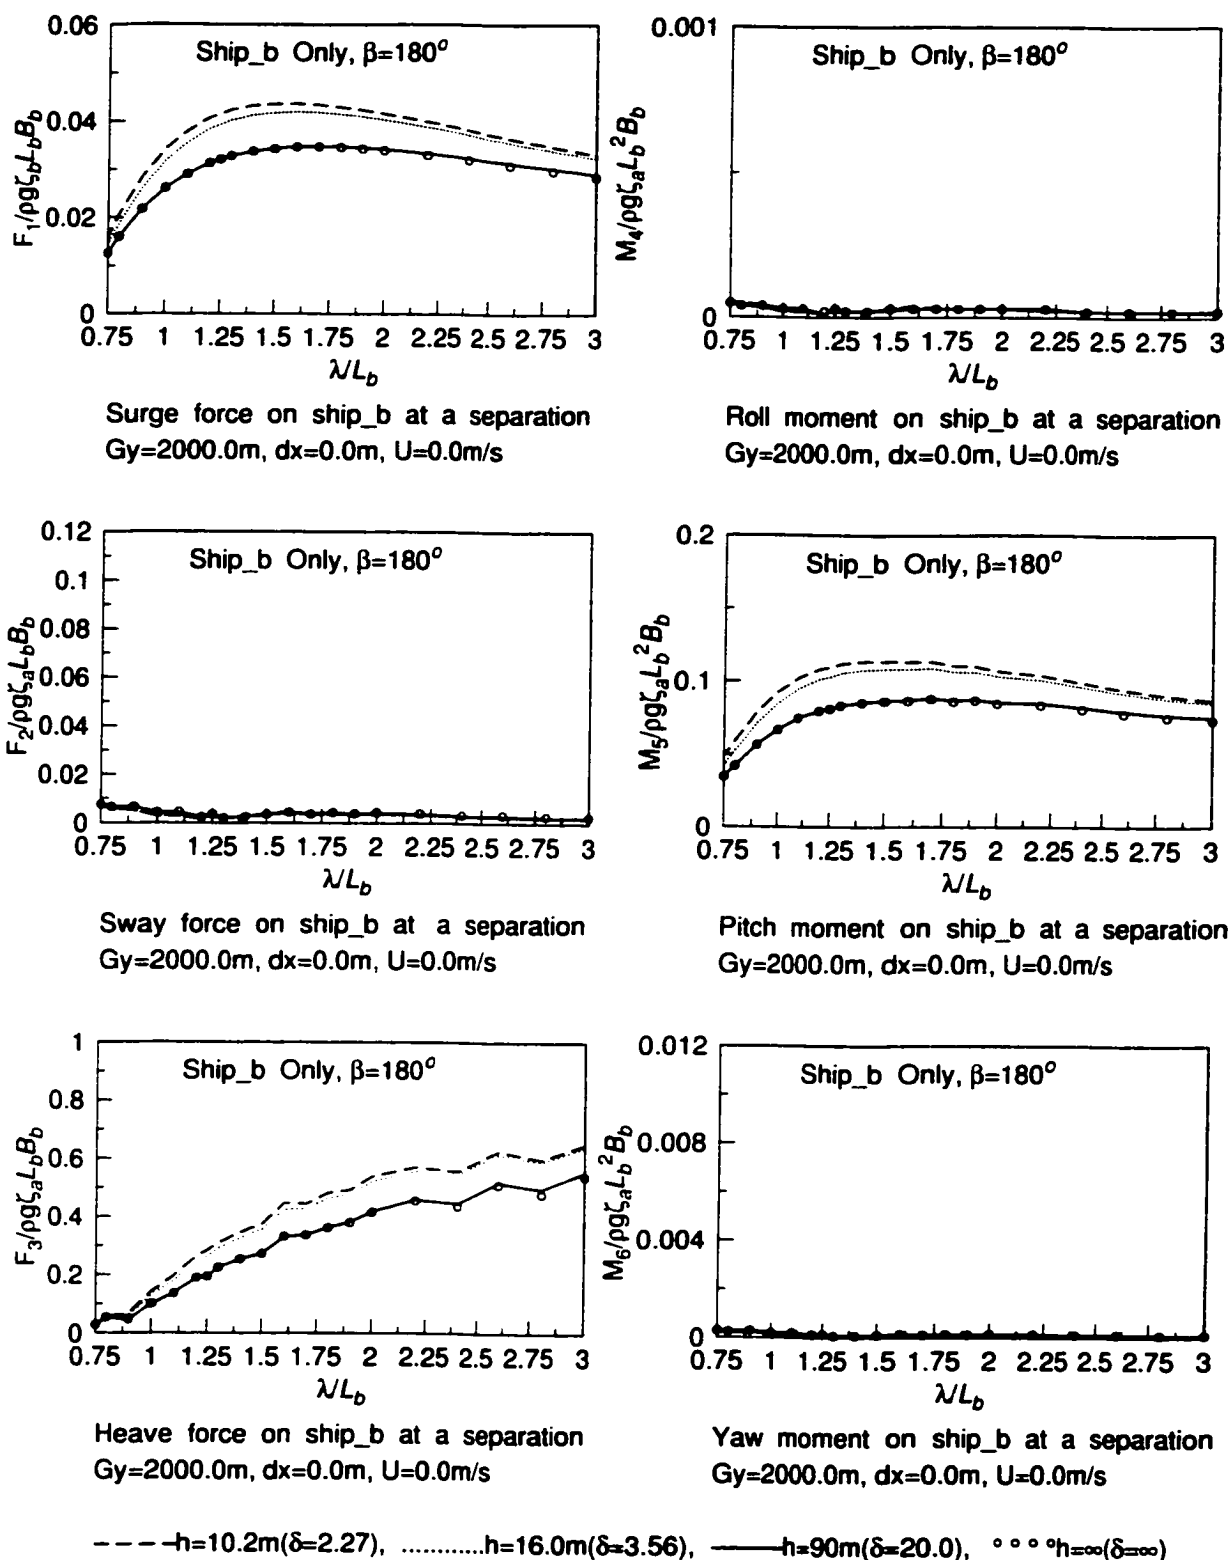 0.06
0.04
0.02
0
F₁/ρgζ_bL_bB_b
Ship_b Only, β=180°
0.75 1 1.25 1.5 1.75 2 2.25 2.5 2.75 3
λ/L_b
Surge force on ship_b at a separation
Gy=2000.0m, dx=0.0m, U=0.0m/s
0.001
0
M₄/ρgζ_aL_b²B_b
Ship_b Only, β=180°
0.75 1 1.25 1.5 1.75 2 2.25 2.5 2.75 3
λ/L_b
Roll moment on ship_b at a separation
Gy=2000.0m, dx=0.0m, U=0.0m/s
0.12
0.1
0.08
0.06
0.04
0.02
0
F₂/ρgζ_aL_bB_b
Ship_b Only, β=180°
0.75 1 1.25 1.5 1.75 2 2.25 2.5 2.75 3
λ/L_b
Sway force on ship_b at a separation
Gy=2000.0m, dx=0.0m, U=0.0m/s
0.2
0.1
0
M₅/ρgζ_aL_b²B_b
Ship_b Only, β=180°
0.75 1 1.25 1.5 1.75 2 2.25 2.5 2.75 3
λ/L_b
Pitch moment on ship_b at a separation
Gy=2000.0m, dx=0.0m, U=0.0m/s
1
0.8
0.6
0.4
0.2
0
F₃/ρgζ_aL_bB_b
Ship_b Only, β=180°
0.75 1 1.25 1.5 1.75 2 2.25 2.5 2.75 3
λ/L_b
Heave force on ship_b at a separation
Gy=2000.0m, dx=0.0m, U=0.0m/s
0.012
0.008
0.004
0
M₆/ρgζ_aL_b²B_b
Ship_b Only, β=180°
0.75 1 1.25 1.5 1.75 2 2.25 2.5 2.75 3
λ/L_b
Yaw moment on ship_b at a separation
Gy=2000.0m, dx=0.0m, U=0.0m/s
h=10.2m(δ=2.27), ...........h=16.0m(δ=3.56), h=90m(δ=20.0), h=∞(δ=∞)